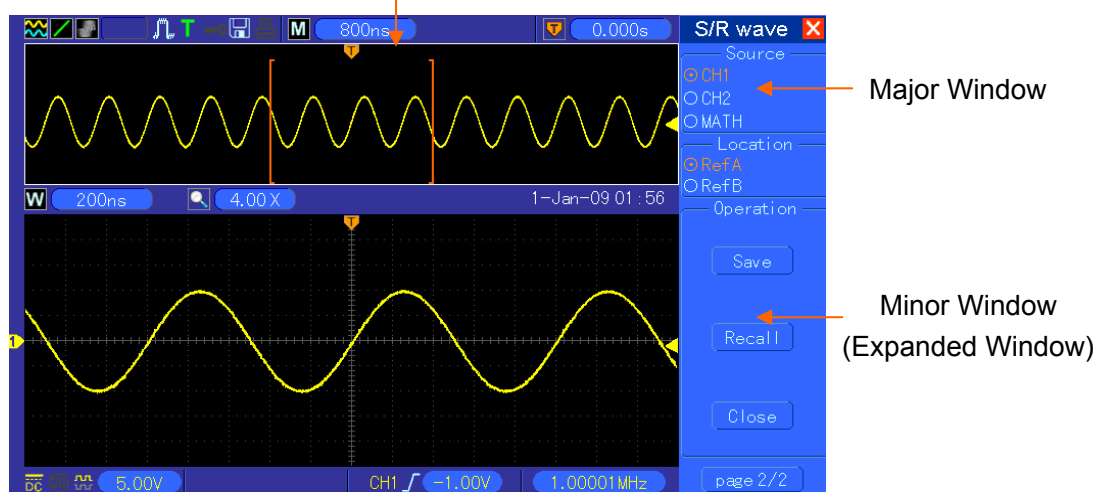 T M 800ns T 0.000s S/R wave
T
Source
CH1
CH2
MATH
Major Window
Location
RefA
RefB
W 200ns 4.00X 1-Jan-09 01:56
Operation
T
Save
Minor Window
(Expanded Window)
1
Recall
Close
DC 5.00V CH1 -1.00V 1.00001MHz page 2/2